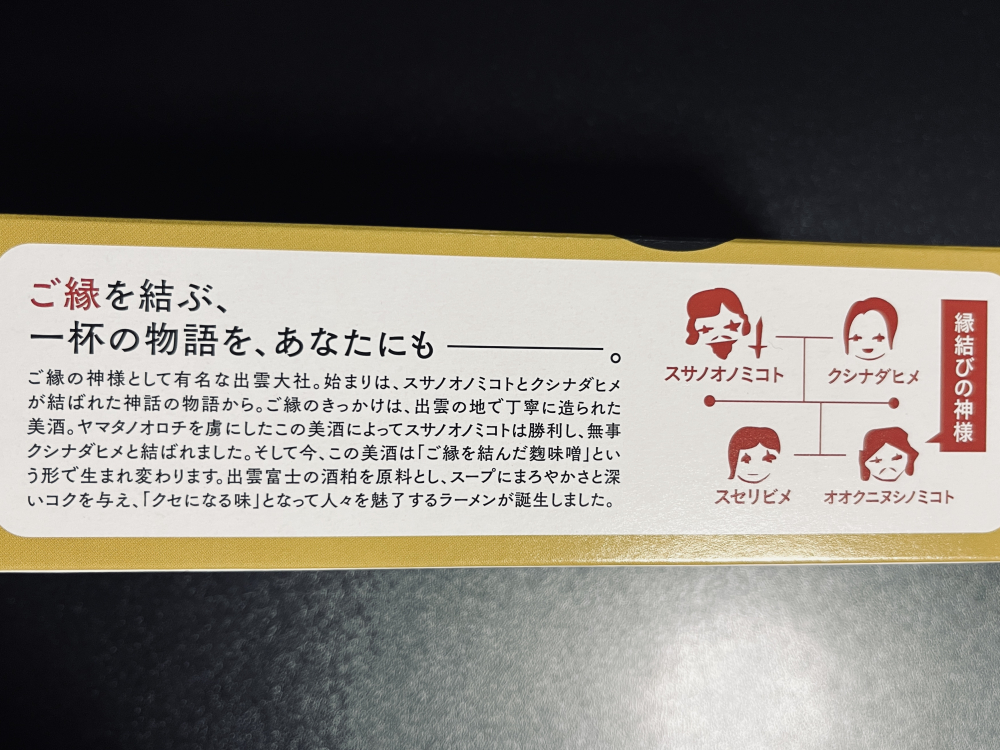 ご縁を結ぶ、
一杯の物語を、あなたにも ―――。
ご縁の神様として有名な出雲大社。始まりは、スサノオノミコトとクシナダヒメ
が結ばれた神話の物語から。ご縁のきっかけは、出雲の地で丁寧に造られた
美酒。ヤマタノオロチを虜にしたこの美酒によってスサノオノミコトは勝利し、無事
クシナダヒメと結ばれました。そして今、この美酒は「ご縁を結んだ麴味噌」とい
う形で生まれ変わります。出雲富士の酒粕を原料とし、スープにまろやかさと深
いコクを与え、「クセになる味」となって人々を魅了するラーメンが誕生しました。
スサノオノミコト
クシナダヒメ
スセリビメ
オオクニヌシノミコト
縁結びの神様